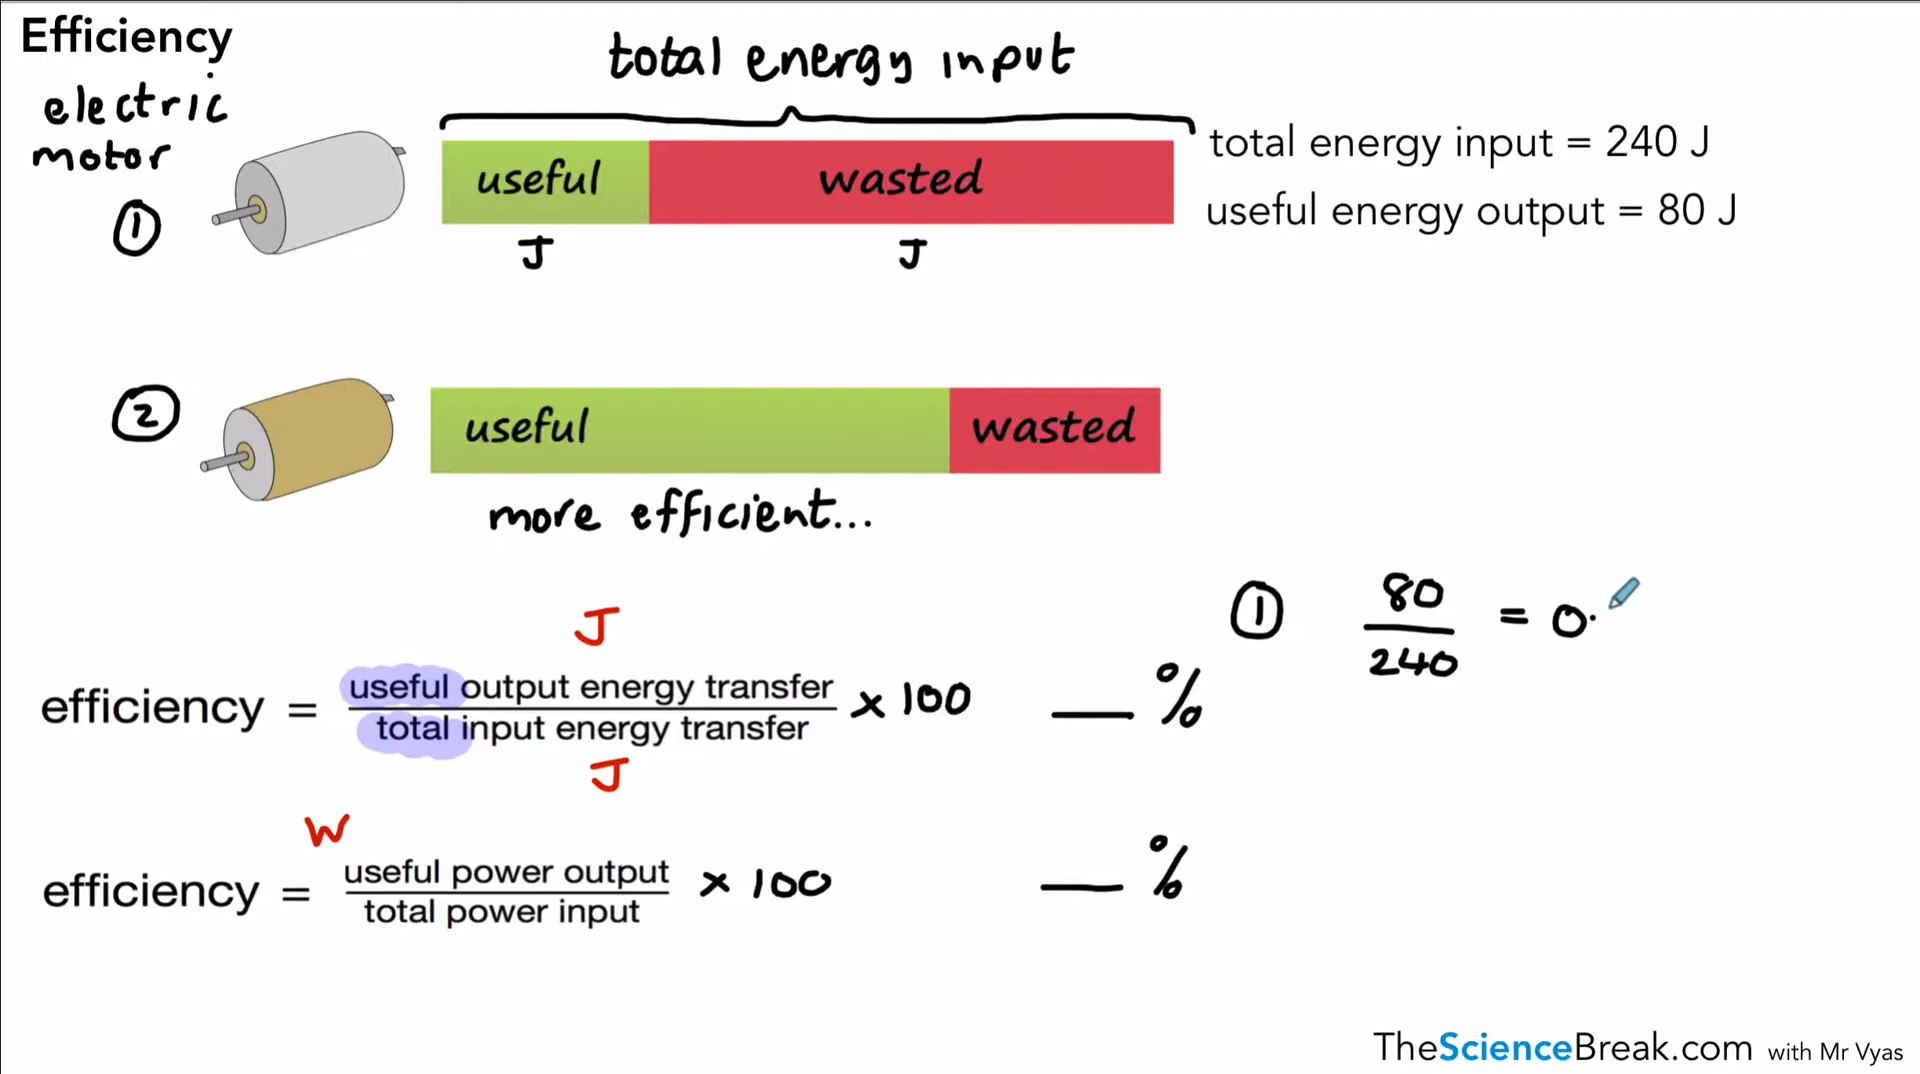 Efficiency
total energy input
electric
motor
useful wasted
total energy input = 240 J
useful energy output = 80 J
①
J J
②
useful wasted
more efficient...
① 80
240
= 0.
J
efficiency = useful output energy transfer
total input energy transfer
× 100 __ %
J
W
efficiency = useful power output
total power input
× 100 __ %
TheScienceBreak.com with Mr Vyas